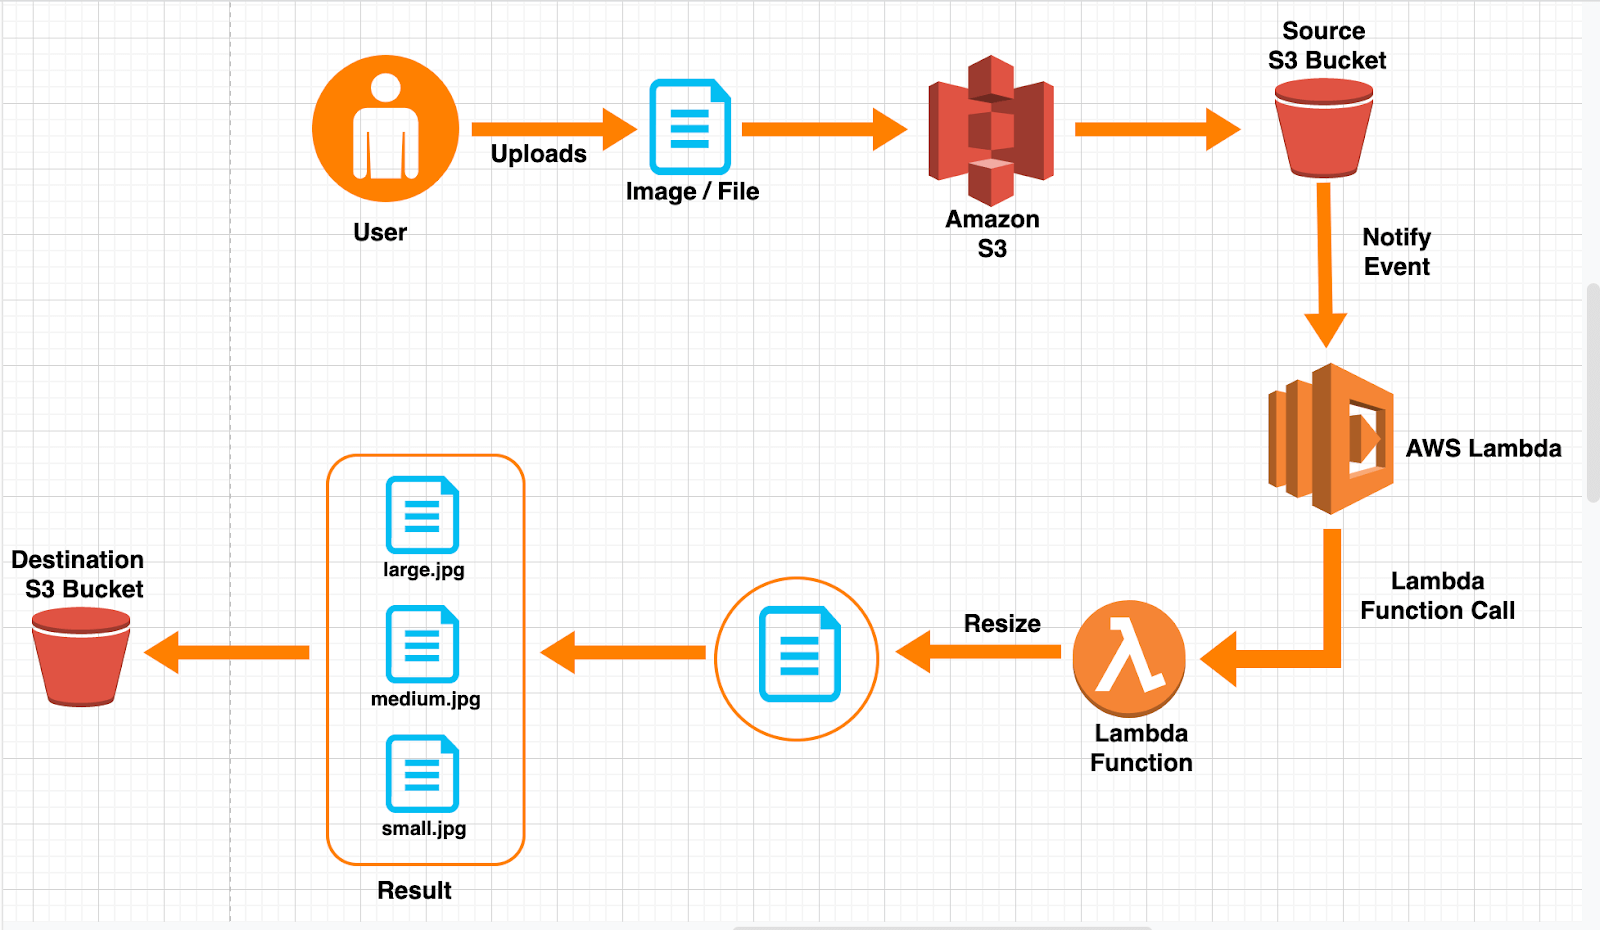 Source
S3 Bucket
Uploads
Image / File
User
Amazon
S3
Notify
Event
AWS Lambda
Lambda
Function Call
Lambda
Function
Resize
large.jpg
medium.jpg
small.jpg
Result
Destination
S3 Bucket